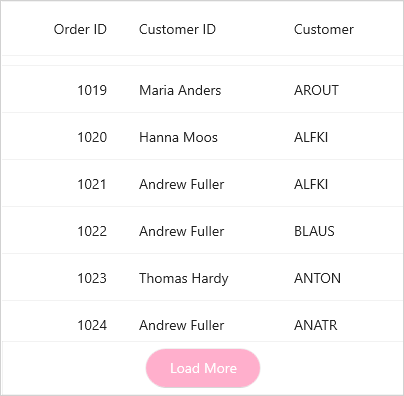 Order ID Customer ID Customer
1019 Maria Anders AROUT
1020 Hanna Moos ALFKI
1021 Andrew Fuller ALFKI
1022 Andrew Fuller BLAUS
1023 Thomas Hardy ANTON
1024 Andrew Fuller ANATR
Load More